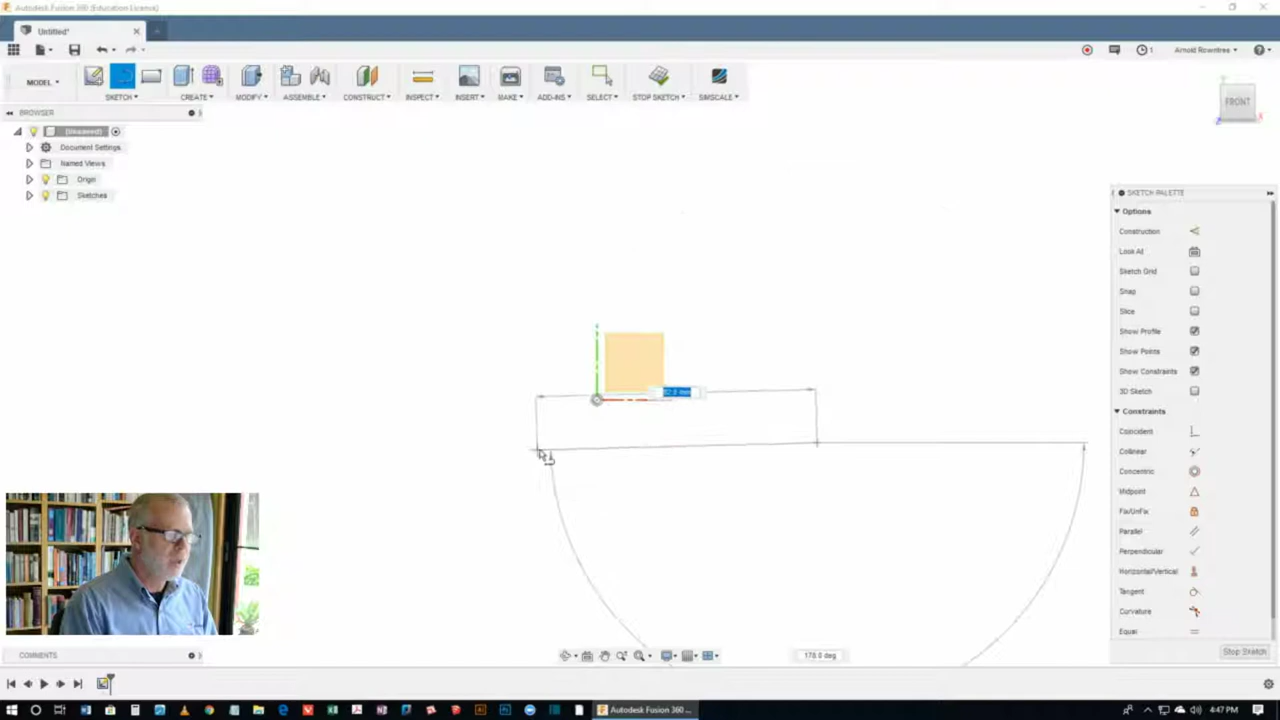 Autodesk Fusion 360 (Education License)
Untitled*
Arnold Rowntree
MODEL
SKETCH
CREATE
MODIFY
ASSEMBLE
CONSTRUCT
INSPECT
INSERT
MAKE
ADD-INS
SELECT
STOP SKETCH
SIMSCALE
BROWSER
(Unsaved)
Document Settings
Named Views
Origin
Sketches
FRONT
SKETCH PALETTE
Options
Construction
Look At
Sketch Grid
Snap
Slice
Show Profile
Show Points
Show Constraints
3D Sketch
Constraints
Coincident
Collinear
Concentric
Midpoint
Fix/UnFix
Parallel
Perpendicular
Horizontal/Vertical
Tangent
Curvature
Equal
Stop Sketch
COMMENTS
178.0 deg
Autodesk Fusion 360 ...
4:47 PM